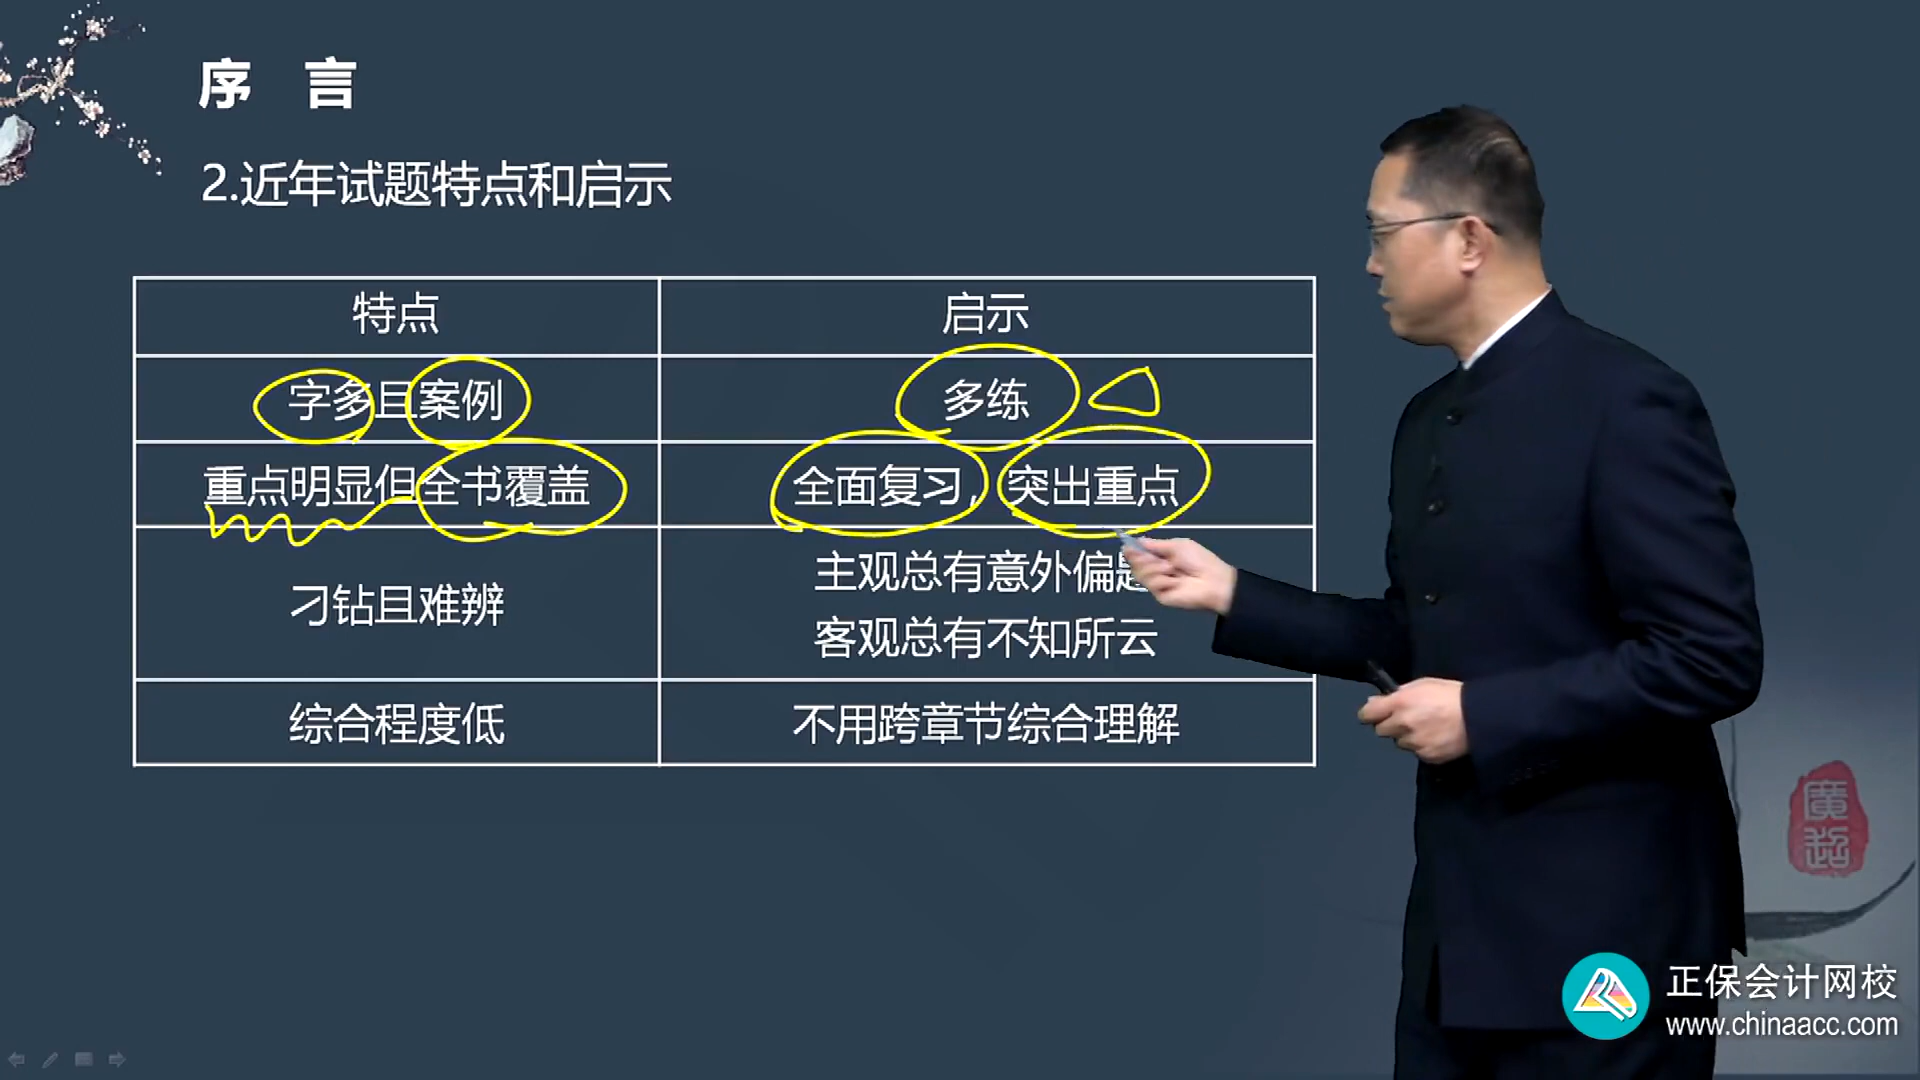 序 言
2.近年试题特点和启示
特点
启示
字多且案例
多练
重点明显但全书覆盖
全面复习,突出重点
刁钻且难辨
主观总有意外偏题
客观总有不知所云
综合程度低
不用跨章节综合理解
廣超
正保会计网校
www.chinaacc.com